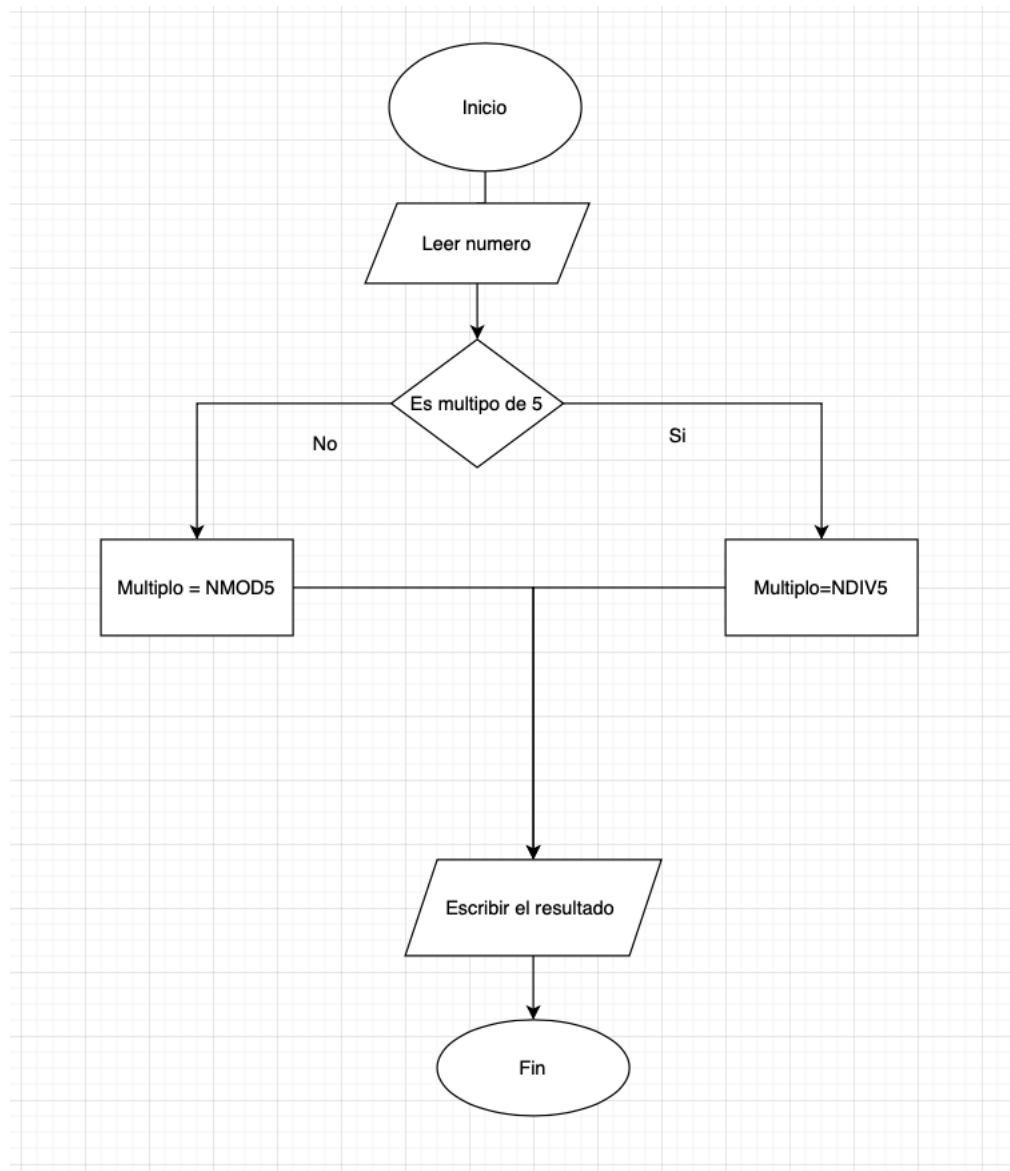 Inicio
Leer numero
Es multipo de 5
No
Si
Multiplo = NMOD5
Multiplo=NDIV5
Escribir el resultado
Fin